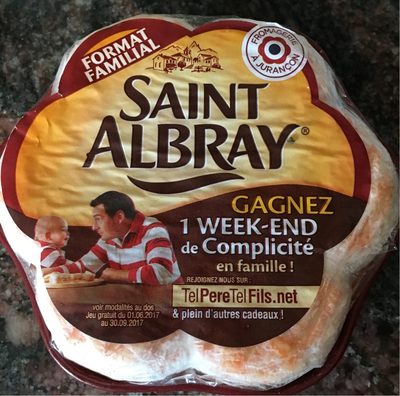 FORMAT
FAMILIAL
FROMAGERIE
À JURANÇON
SAINT
ALBRAY®
GAGNEZ
1 WEEK-END
de Complicité
en famille !
REJOIGNEZ-NOUS SUR :
TelPereTelFils.net
& plein d'autres cadeaux !
voir modalités au dos
Jeu gratuit du 01.06.2017
au 30.09.2017